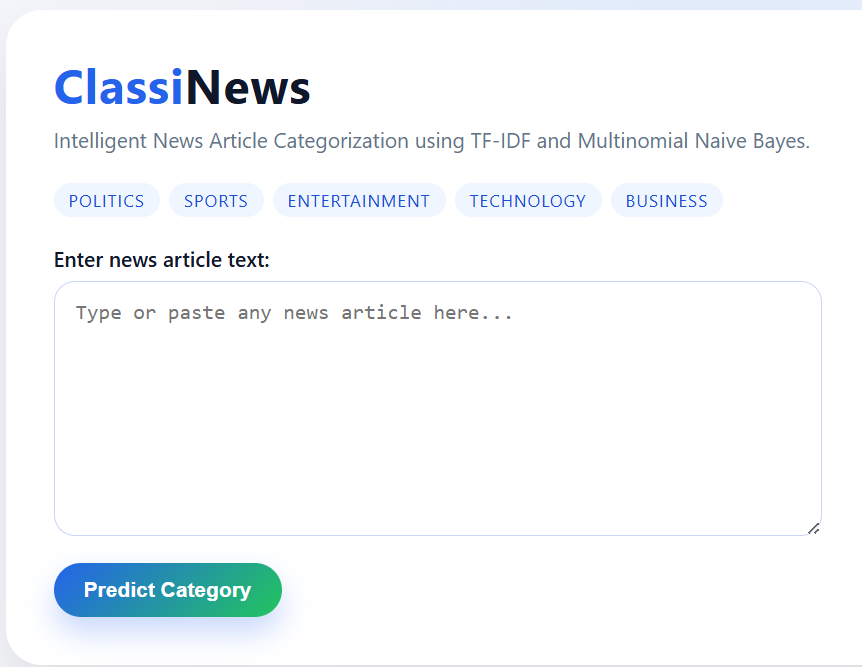 ClassiNews
Intelligent News Article Categorization using TF-IDF and Multinomial Naive Bayes.
POLITICS SPORTS ENTERTAINMENT TECHNOLOGY BUSINESS
Enter news article text:
Type or paste any news article here...
Predict Category